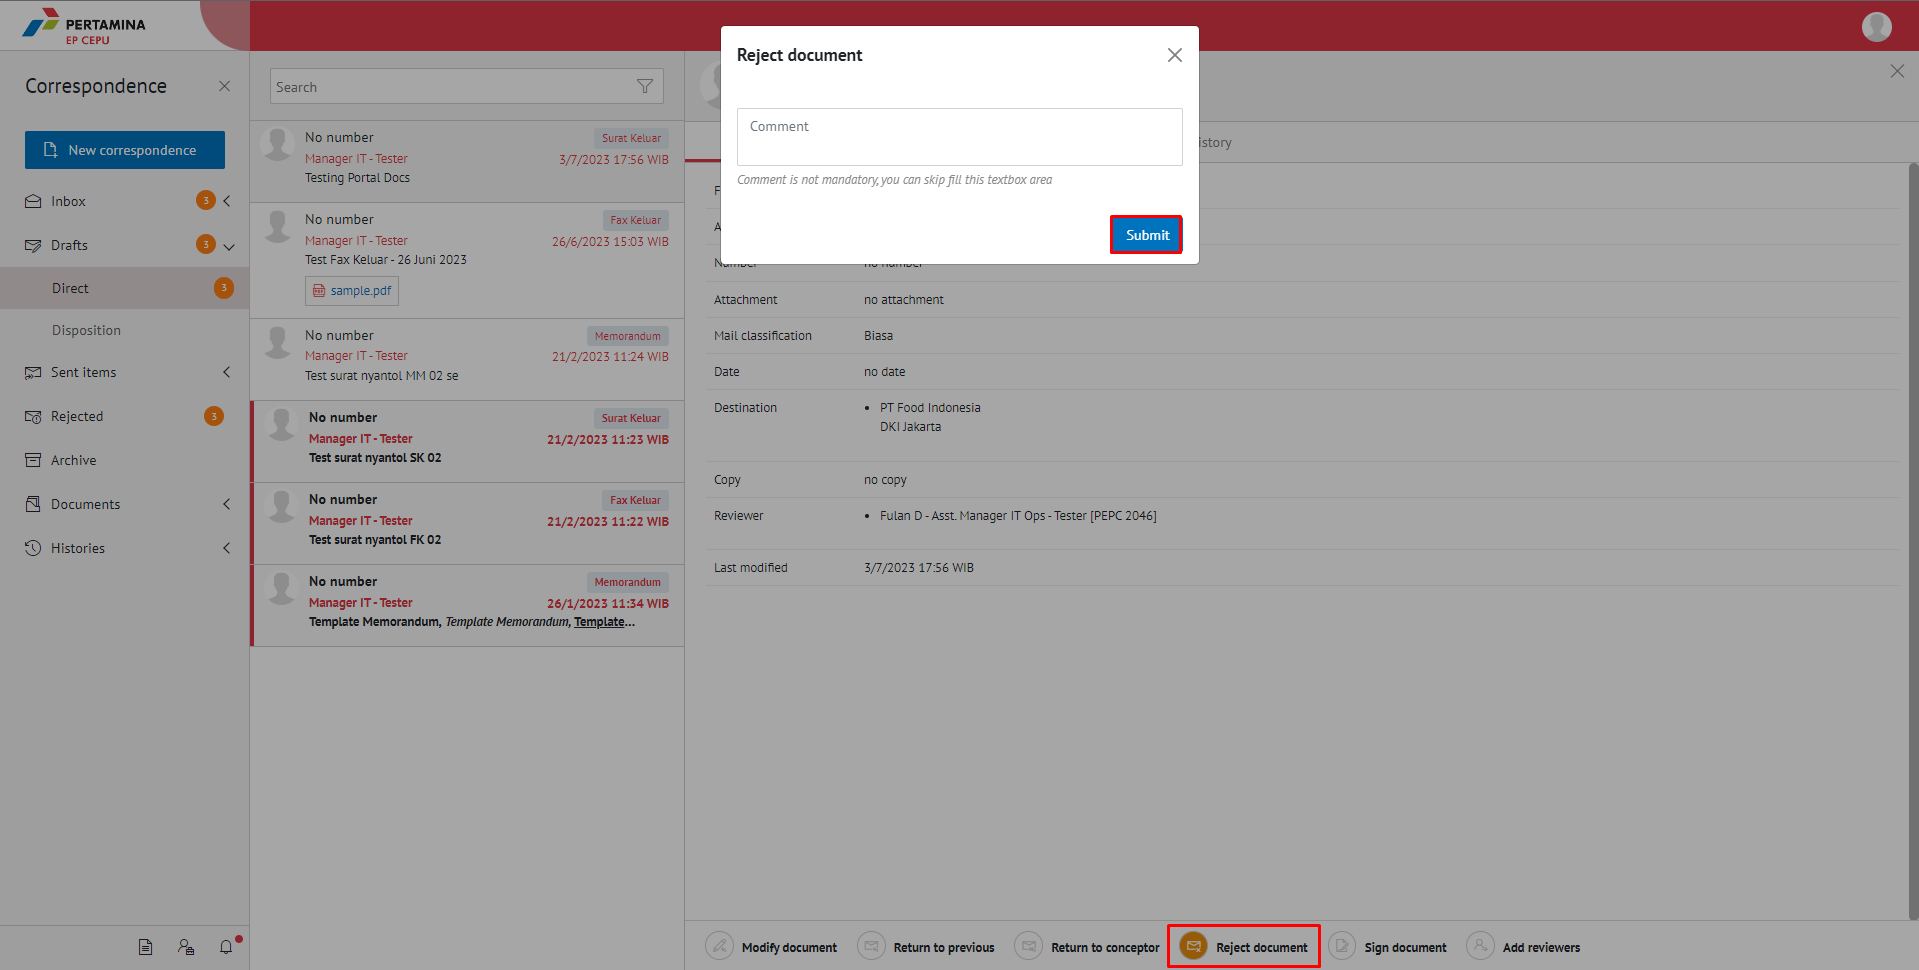 PERTAMINA
EP CEPU
Correspondence
New correspondence
Inbox 3
Drafts 3
Direct 3
Disposition
Sent items
Rejected 3
Archive
Documents
Histories
Search
No number Surat Keluar
Manager IT - Tester 3/7/2023 17:56 WIB
Testing Portal Docs
No number Fax Keluar
Manager IT - Tester 26/6/2023 15:03 WIB
Test Fax Keluar - 26 Juni 2023
sample.pdf
No number Memorandum
Manager IT - Tester 21/2/2023 11:24 WIB
Test surat nyantol MM 02 se
No number Surat Keluar
Manager IT - Tester 21/2/2023 11:23 WIB
Test surat nyantol SK 02
No number Fax Keluar
Manager IT - Tester 21/2/2023 11:22 WIB
Test surat nyantol FK 02
No number Memorandum
Manager IT - Tester 26/1/2023 11:34 WIB
Template Memorandum, Template Memorandum, Template...
Reject document
Comment
Comment is not mandatory, you can skip fill this textbox area
Submit
istory
F
A
Number no number
Attachment no attachment
Mail classification Biasa
Date no date
Destination • PT Food Indonesia
DKI Jakarta
Copy no copy
Reviewer • Fulan D - Asst. Manager IT Ops - Tester [PEPC 2046]
Last modified 3/7/2023 17:56 WIB
Modify document Return to previous Return to conceptor Reject document Sign document Add reviewers